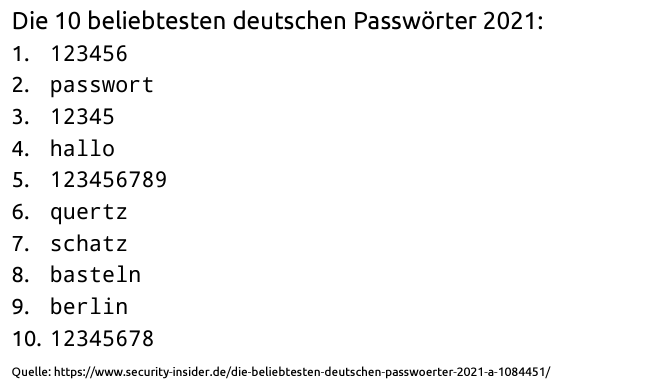 Die 10 beliebtesten deutschen Passwörter 2021:
1. 123456
2. passwort
3. 12345
4. hallo
5. 123456789
6. quertz
7. schatz
8. basteln
9. berlin
10. 12345678
Quelle: https://www.security-insider.de/die-beliebtesten-deutschen-passwoerter-2021-a-1084451/